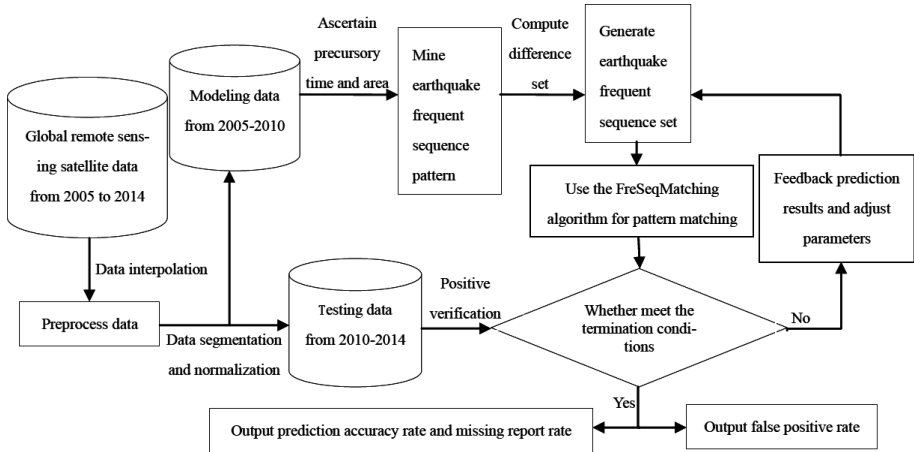 Global remote sens-
ing satellite data
from 2005 to 2014
Data interpolation
Preprocess data
Data segmentation
and normalization
Modeling data
from 2005-2010
Ascertain
precursory
time and area
Mine
earthquake
frequent
sequence
pattern
Compute
difference
set
Generate
earthquake
frequent
sequence set
Use the FreSeqMatching
algorithm for pattern matching
Testing data
from 2010-2014
Positive
verification
Whether meet the
termination condi-
tions
No
Feedback prediction
results and adjust
parameters
Yes
Output prediction accuracy rate and missing report rate
Output false positive rate